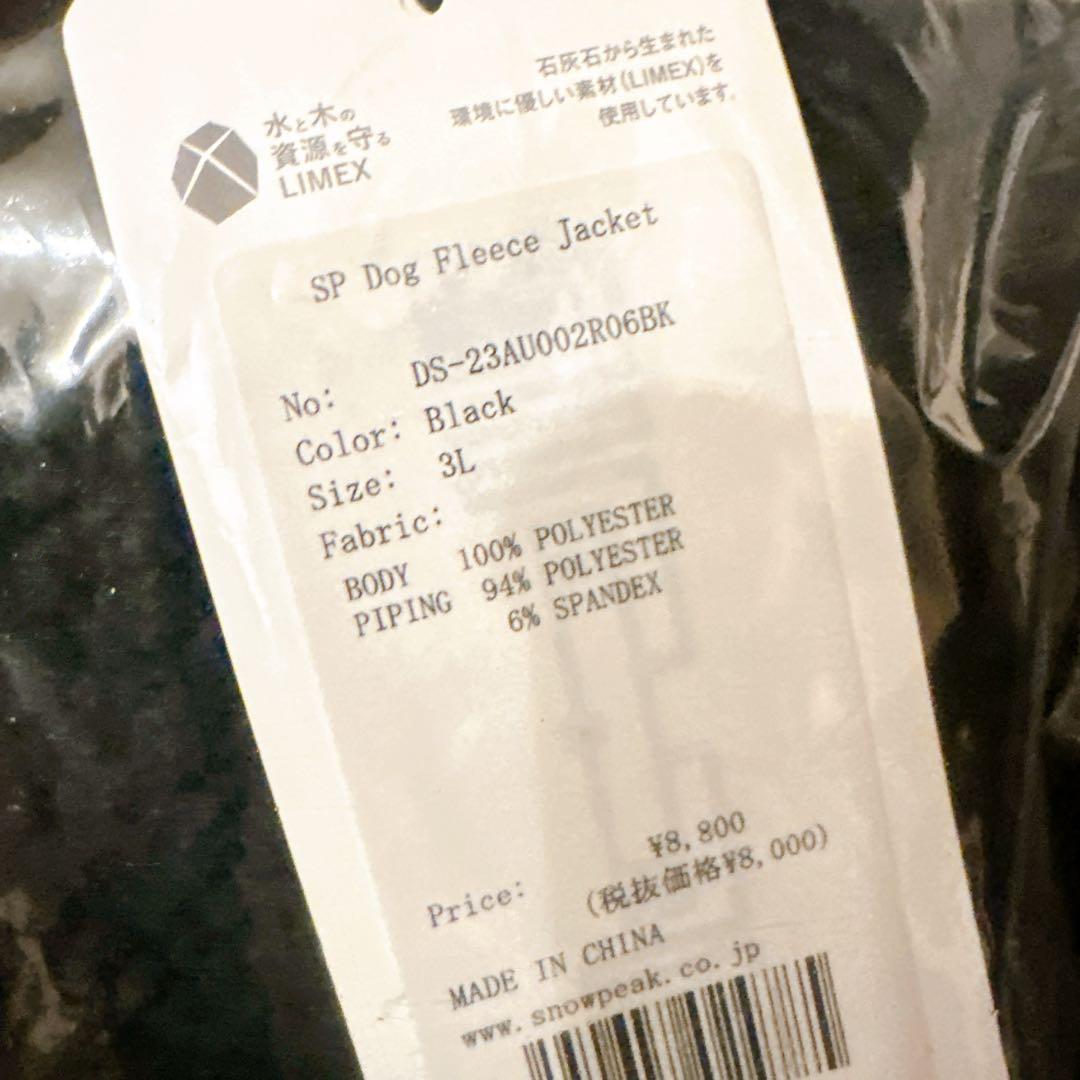 水と木の
資源を守る
LIMEX
石灰石から生まれた
環境に優しい素材(LIMEX)を
使用しています。
SP Dog Fleece Jacket
No: DS-23AU002R06BK
Color: Black
Size: 3L
Fabric:
BODY 100% POLYESTER
PIPING 94% POLYESTER
6% SPANDEX
Price: ¥8,800
(税抜価格¥8,000)
MADE IN CHINA
www.snowpeak.co.jp